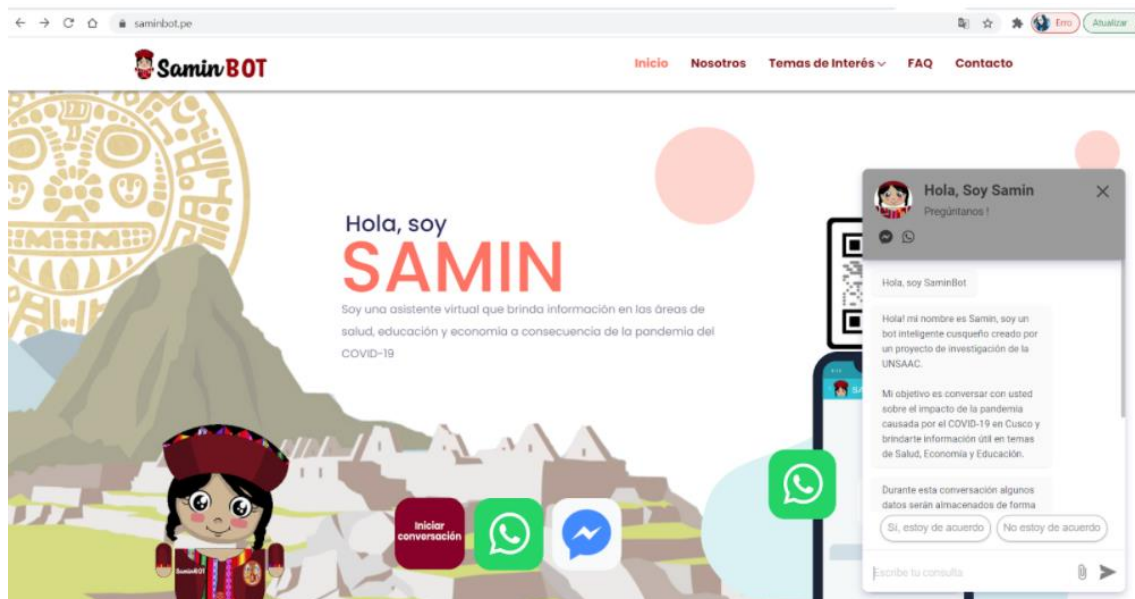 saminbot.pe
Erro
Atualizar
SaminBOT
Inicio Nosotros Temas de Interés FAQ Contacto
Hola, soy
SAMIN
Soy una asistente virtual que brinda información en las áreas de
salud, educación y economía a consecuencia de la pandemia del
COVID-19
Iniciar
conversación
SaminBOT
Hola, Soy Samin
Pregúntanos !
Hola, soy SaminBot
Hola! mi nombre es Samin, soy un
bot inteligente cusqueño creado por
un proyecto de investigación de la
UNSAAC.
Mi objetivo es conversar con usted
sobre el impacto de la pandemia
causada por el COVID-19 en Cusco y
brindarte información útil en temas
de Salud, Economía y Educación.
Durante esta conversación algunos
datos serán almacenados de forma
Si, estoy de acuerdo
No estoy de acuerdo
Escribe tu consulta